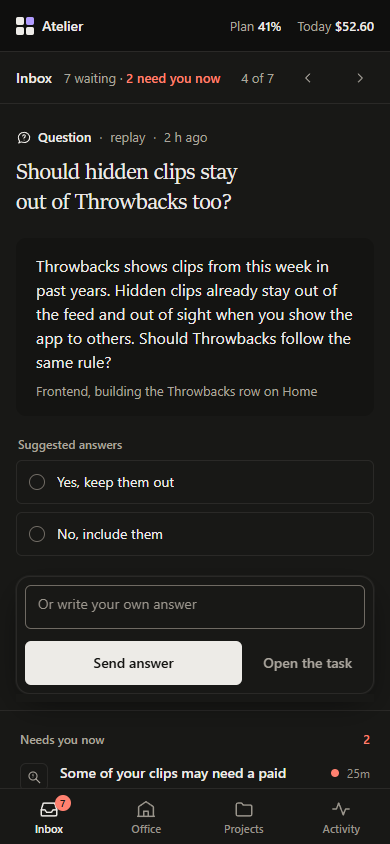 Atelier
Plan 41% Today $52.60
Inbox 7 waiting · 2 need you now 4 of 7
Question · replay · 2 h ago
Should hidden clips stay
out of Throwbacks too?
Throwbacks shows clips from this week in
past years. Hidden clips already stay out of
the feed and out of sight when you show the
app to others. Should Throwbacks follow the
same rule?
Frontend, building the Throwbacks row on Home
Suggested answers
Yes, keep them out
No, include them
Or write your own answer
Send answer
Open the task
Needs you now 2
Some of your clips may need a paid 25m
7
Inbox
Office
Projects
Activity